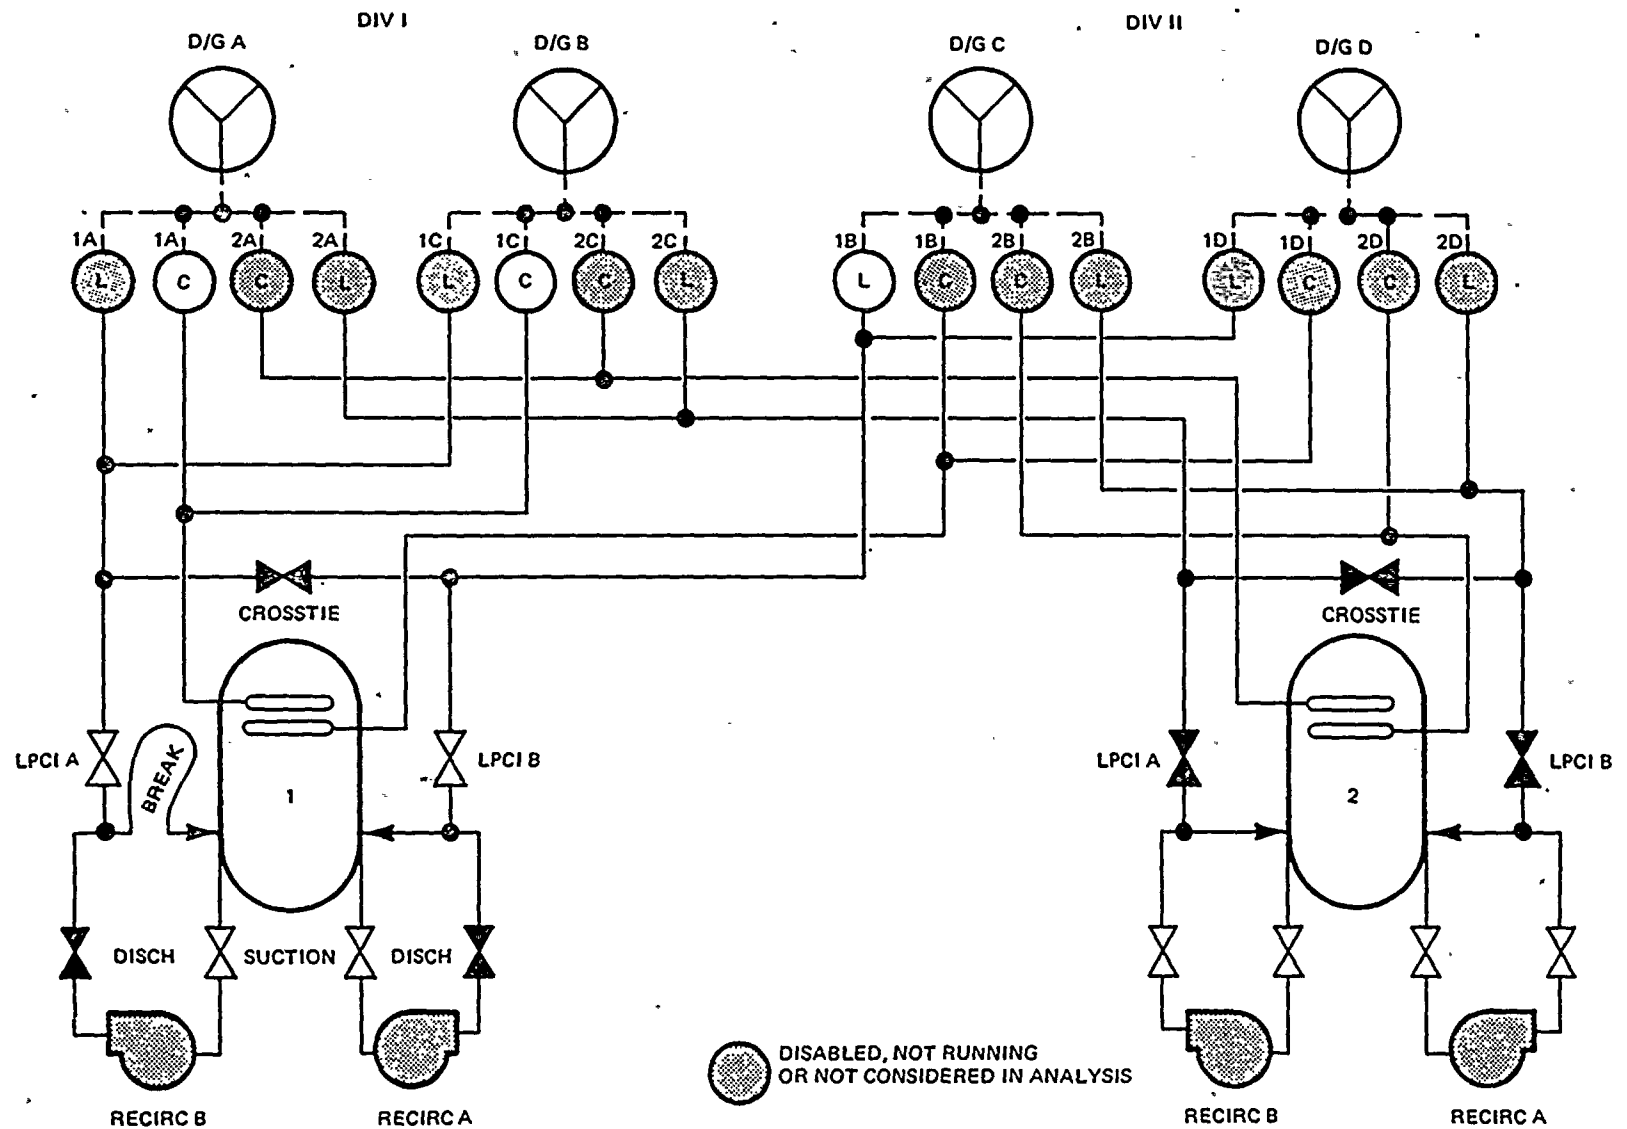 DIV I DIV II
D/G A D/G B D/G C D/G D
1A 1A 2A 2A 1C 1C 2C 2C 1B 1B 2B 2B 1D 1D 2D 2D
L C C L L C C L L C C L L C C L
CROSSTIE CROSSTIE
LPCI A BREAK 1 LPCI B LPCI A 2 LPCI B
DISCH SUCTION DISCH
DISABLED, NOT RUNNING
OR NOT CONSIDERED IN ANALYSIS
RECIRC B RECIRC A RECIRC B RECIRC A